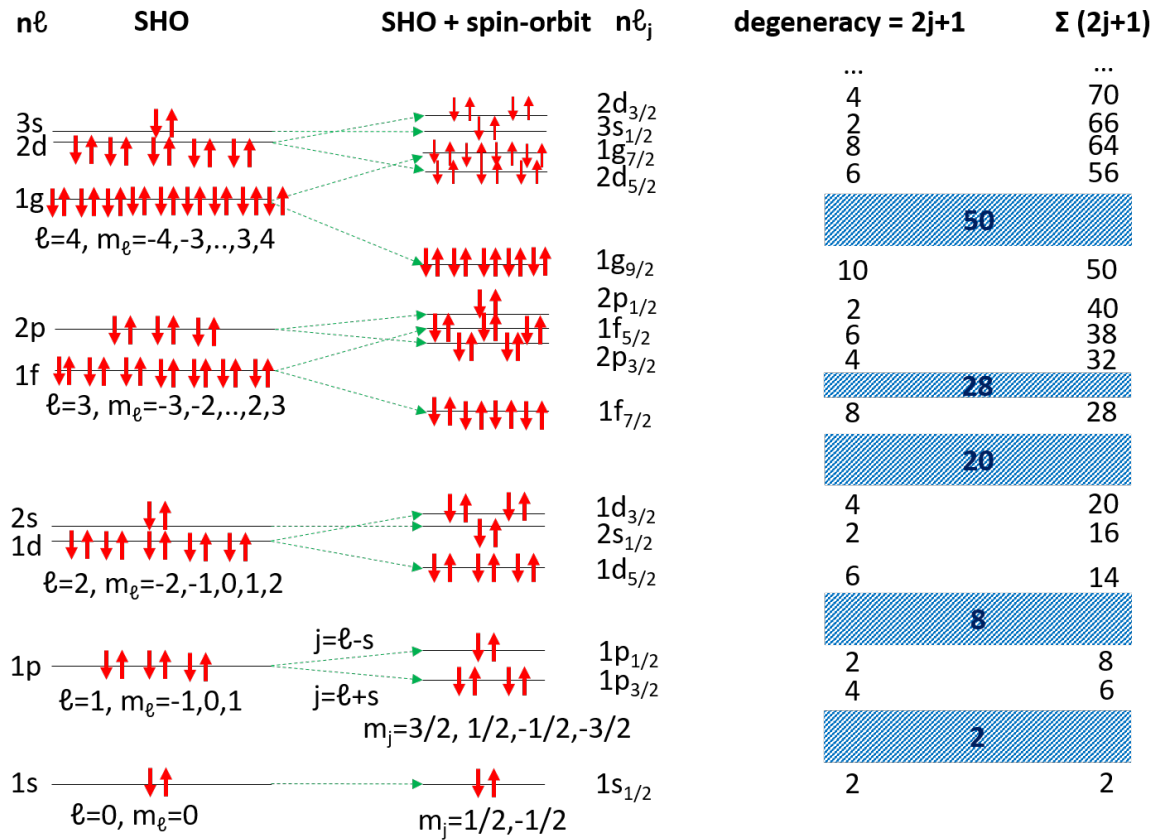 nℓ SHO SHO + spin-orbit nℓj degeneracy = 2j+1 Σ (2j+1)
... ...
2d3/2 4 70
3s 3s1/2 2 66
2d 1g7/2 8 64
2d5/2 6 56
1g
50
ℓ=4, mℓ=-4,-3,..,3,4
1g9/2 10 50
2p1/2 2 40
2p 1f5/2 6 38
2p3/2 4 32
1f
28
ℓ=3, mℓ=-3,-2,..,2,3
1f7/2 8 28
20
1d3/2 4 20
2s 2s1/2 2 16
1d
1d5/2 6 14
ℓ=2, mℓ=-2,-1,0,1,2
8
j=ℓ-s
1p 1p1/2 2 8
1p3/2 4 6
ℓ=1, mℓ=-1,0,1 j=ℓ+s
mj=3/2, 1/2,-1/2,-3/2
2
1s 1s1/2 2 2
ℓ=0, mℓ=0 mj=1/2,-1/2